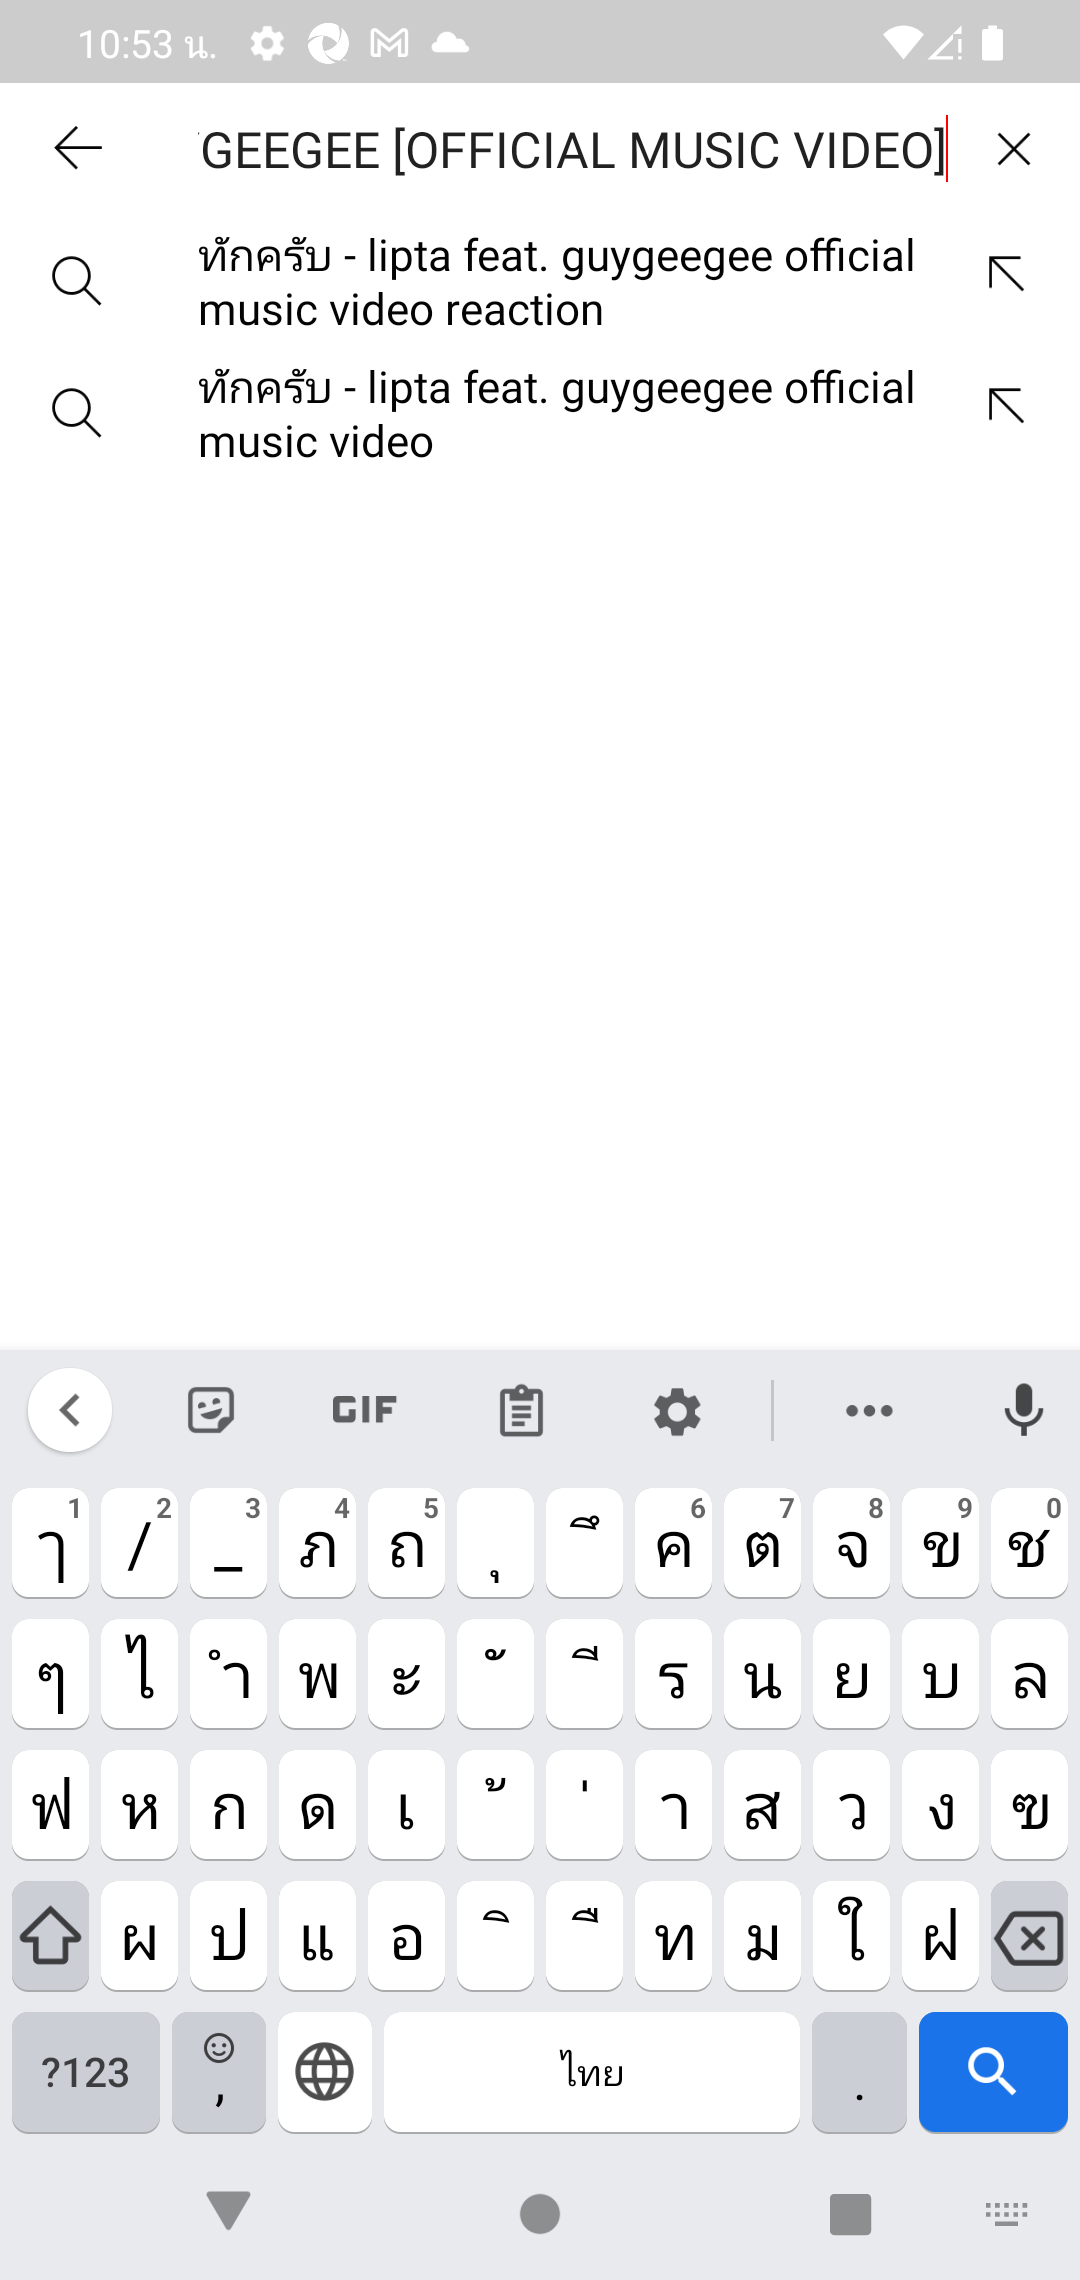 10:53 น.
GEEGEE [OFFICIAL MUSIC VIDEO]
ทักครับ - lipta feat. guygeegee official
music video reaction
ทักครับ - lipta feat. guygeegee official
music video
GIF
1 2 3 4 5 6 7 8 9 0
ๅ / _ ภ ถ ุ ึ ค ต จ ข ช
ๆ ไ ำ พ ะ ั ี ร น ย บ ล
ฟ ห ก ด เ ้ ่ า ส ว ง ฃ
ผ ป แ อ ิ ื ท ม ใ ฝ
?123 , ไทย .